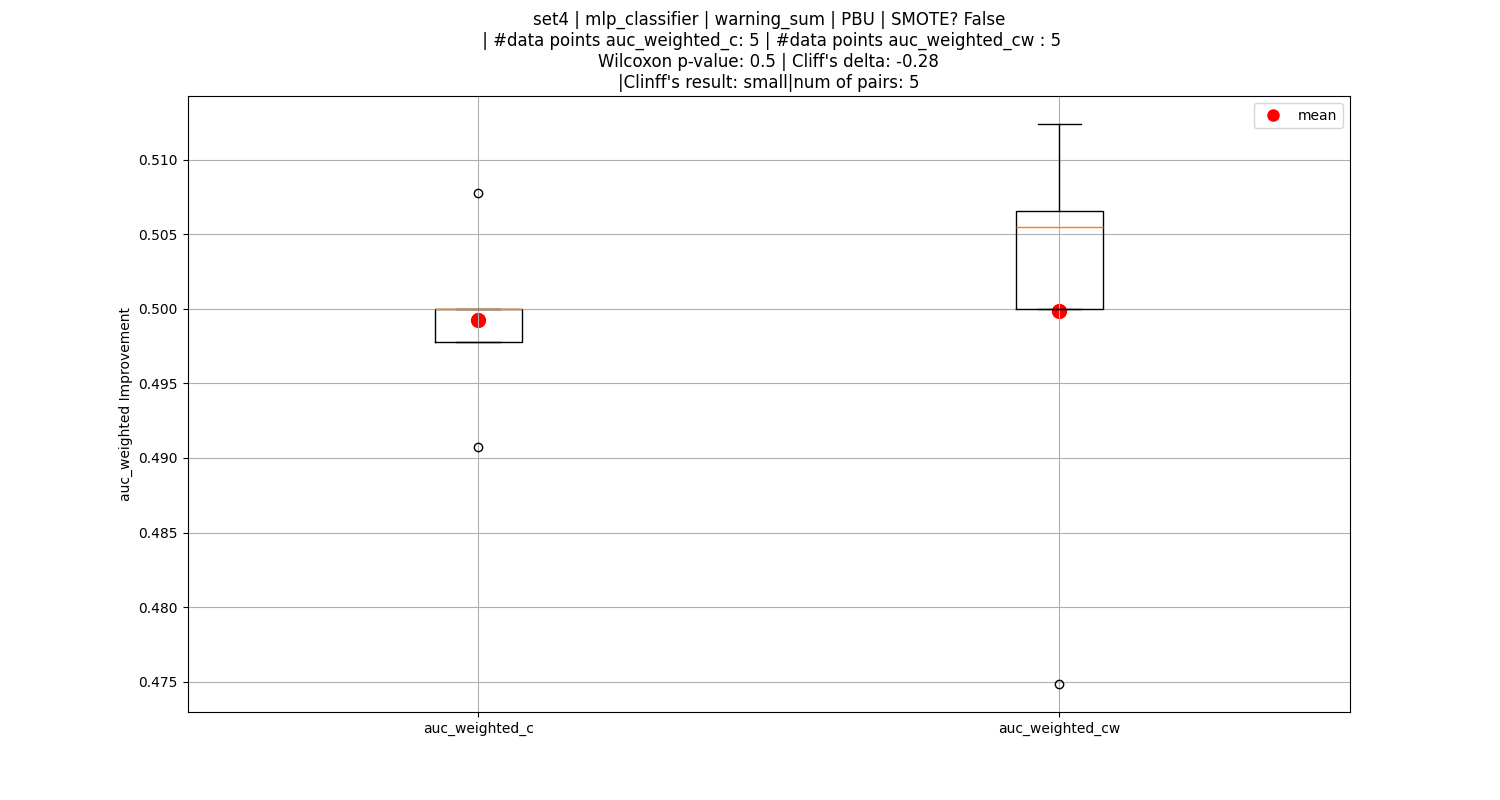 set4 | mlp_classifier | warning_sum | PBU | SMOTE? False
| #data points auc_weighted_c: 5 | #data points auc_weighted_cw : 5
Wilcoxon p-value: 0.5 | Cliff's delta: -0.28
|Clinff's result: small|num of pairs: 5
mean
0.510
0.505
0.500
0.495
0.490
0.485
0.480
0.475
auc_weighted Improvement
auc_weighted_c
auc_weighted_cw